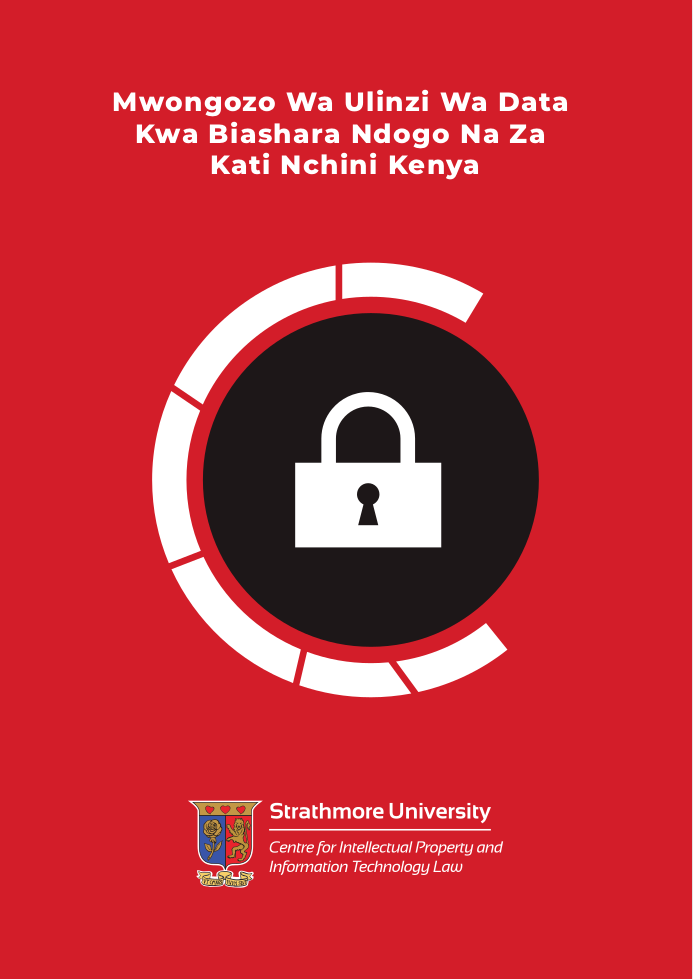 Mwongozo Wa Ulinzi Wa Data
Kwa Biashara Ndogo Na Za
Kati Nchini Kenya
Strathmore University
Centre for Intellectual Property and
Information Technology Law